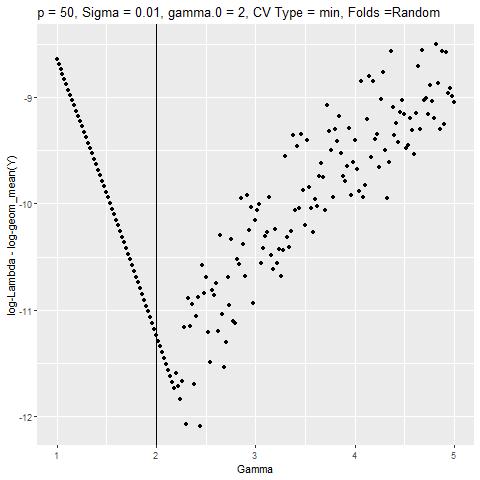 p = 50, Sigma = 0.01, gamma.0 = 2, CV Type = min, Folds =Random
log-Lambda - log-geom_mean(Y)
-9
-10
-11
-12
1 2 3 4 5
Gamma